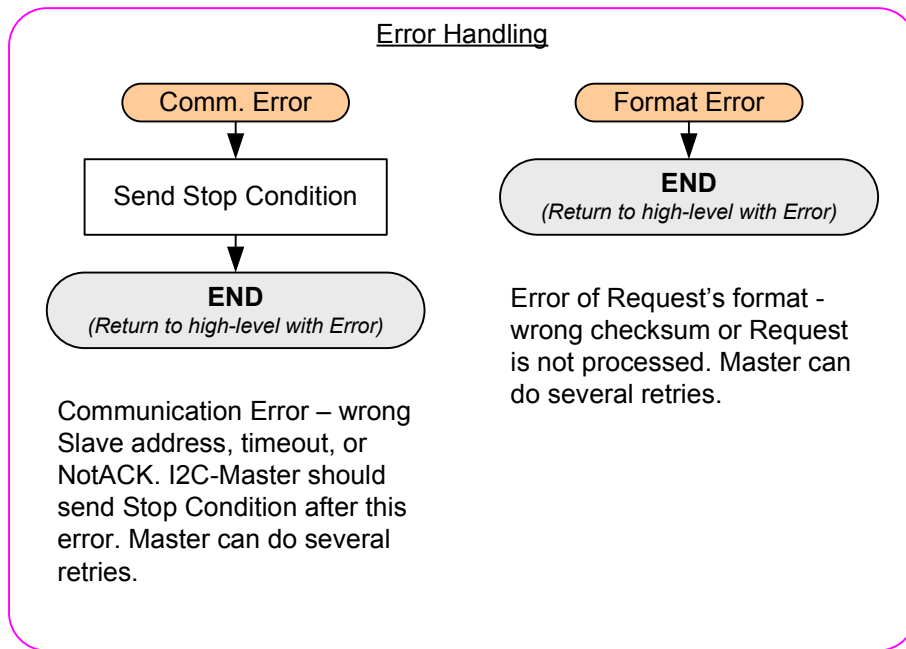 Error Handling
Comm. Error
Send Stop Condition
END
(Return to high-level with Error)
Communication Error – wrong
Slave address, timeout, or
NotACK. I2C-Master should
send Stop Condition after this
error. Master can do several
retries.
Format Error
END
(Return to high-level with Error)
Error of Request’s format -
wrong checksum or Request
is not processed. Master can
do several retries.